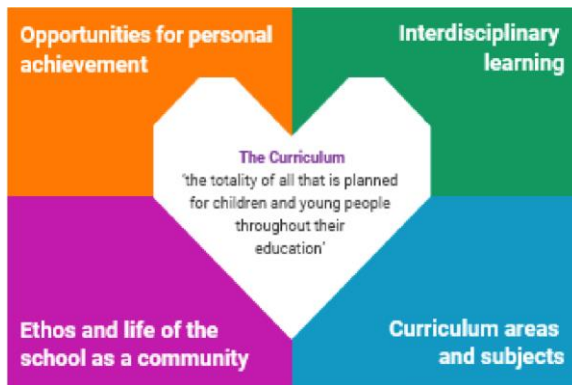 Opportunities for personal
achievement
Interdisciplinary
learning
The Curriculum
'the totality of all that is planned
for children and young people
throughout their
education'
Ethos and life of the
school as a community
Curriculum areas
and subjects